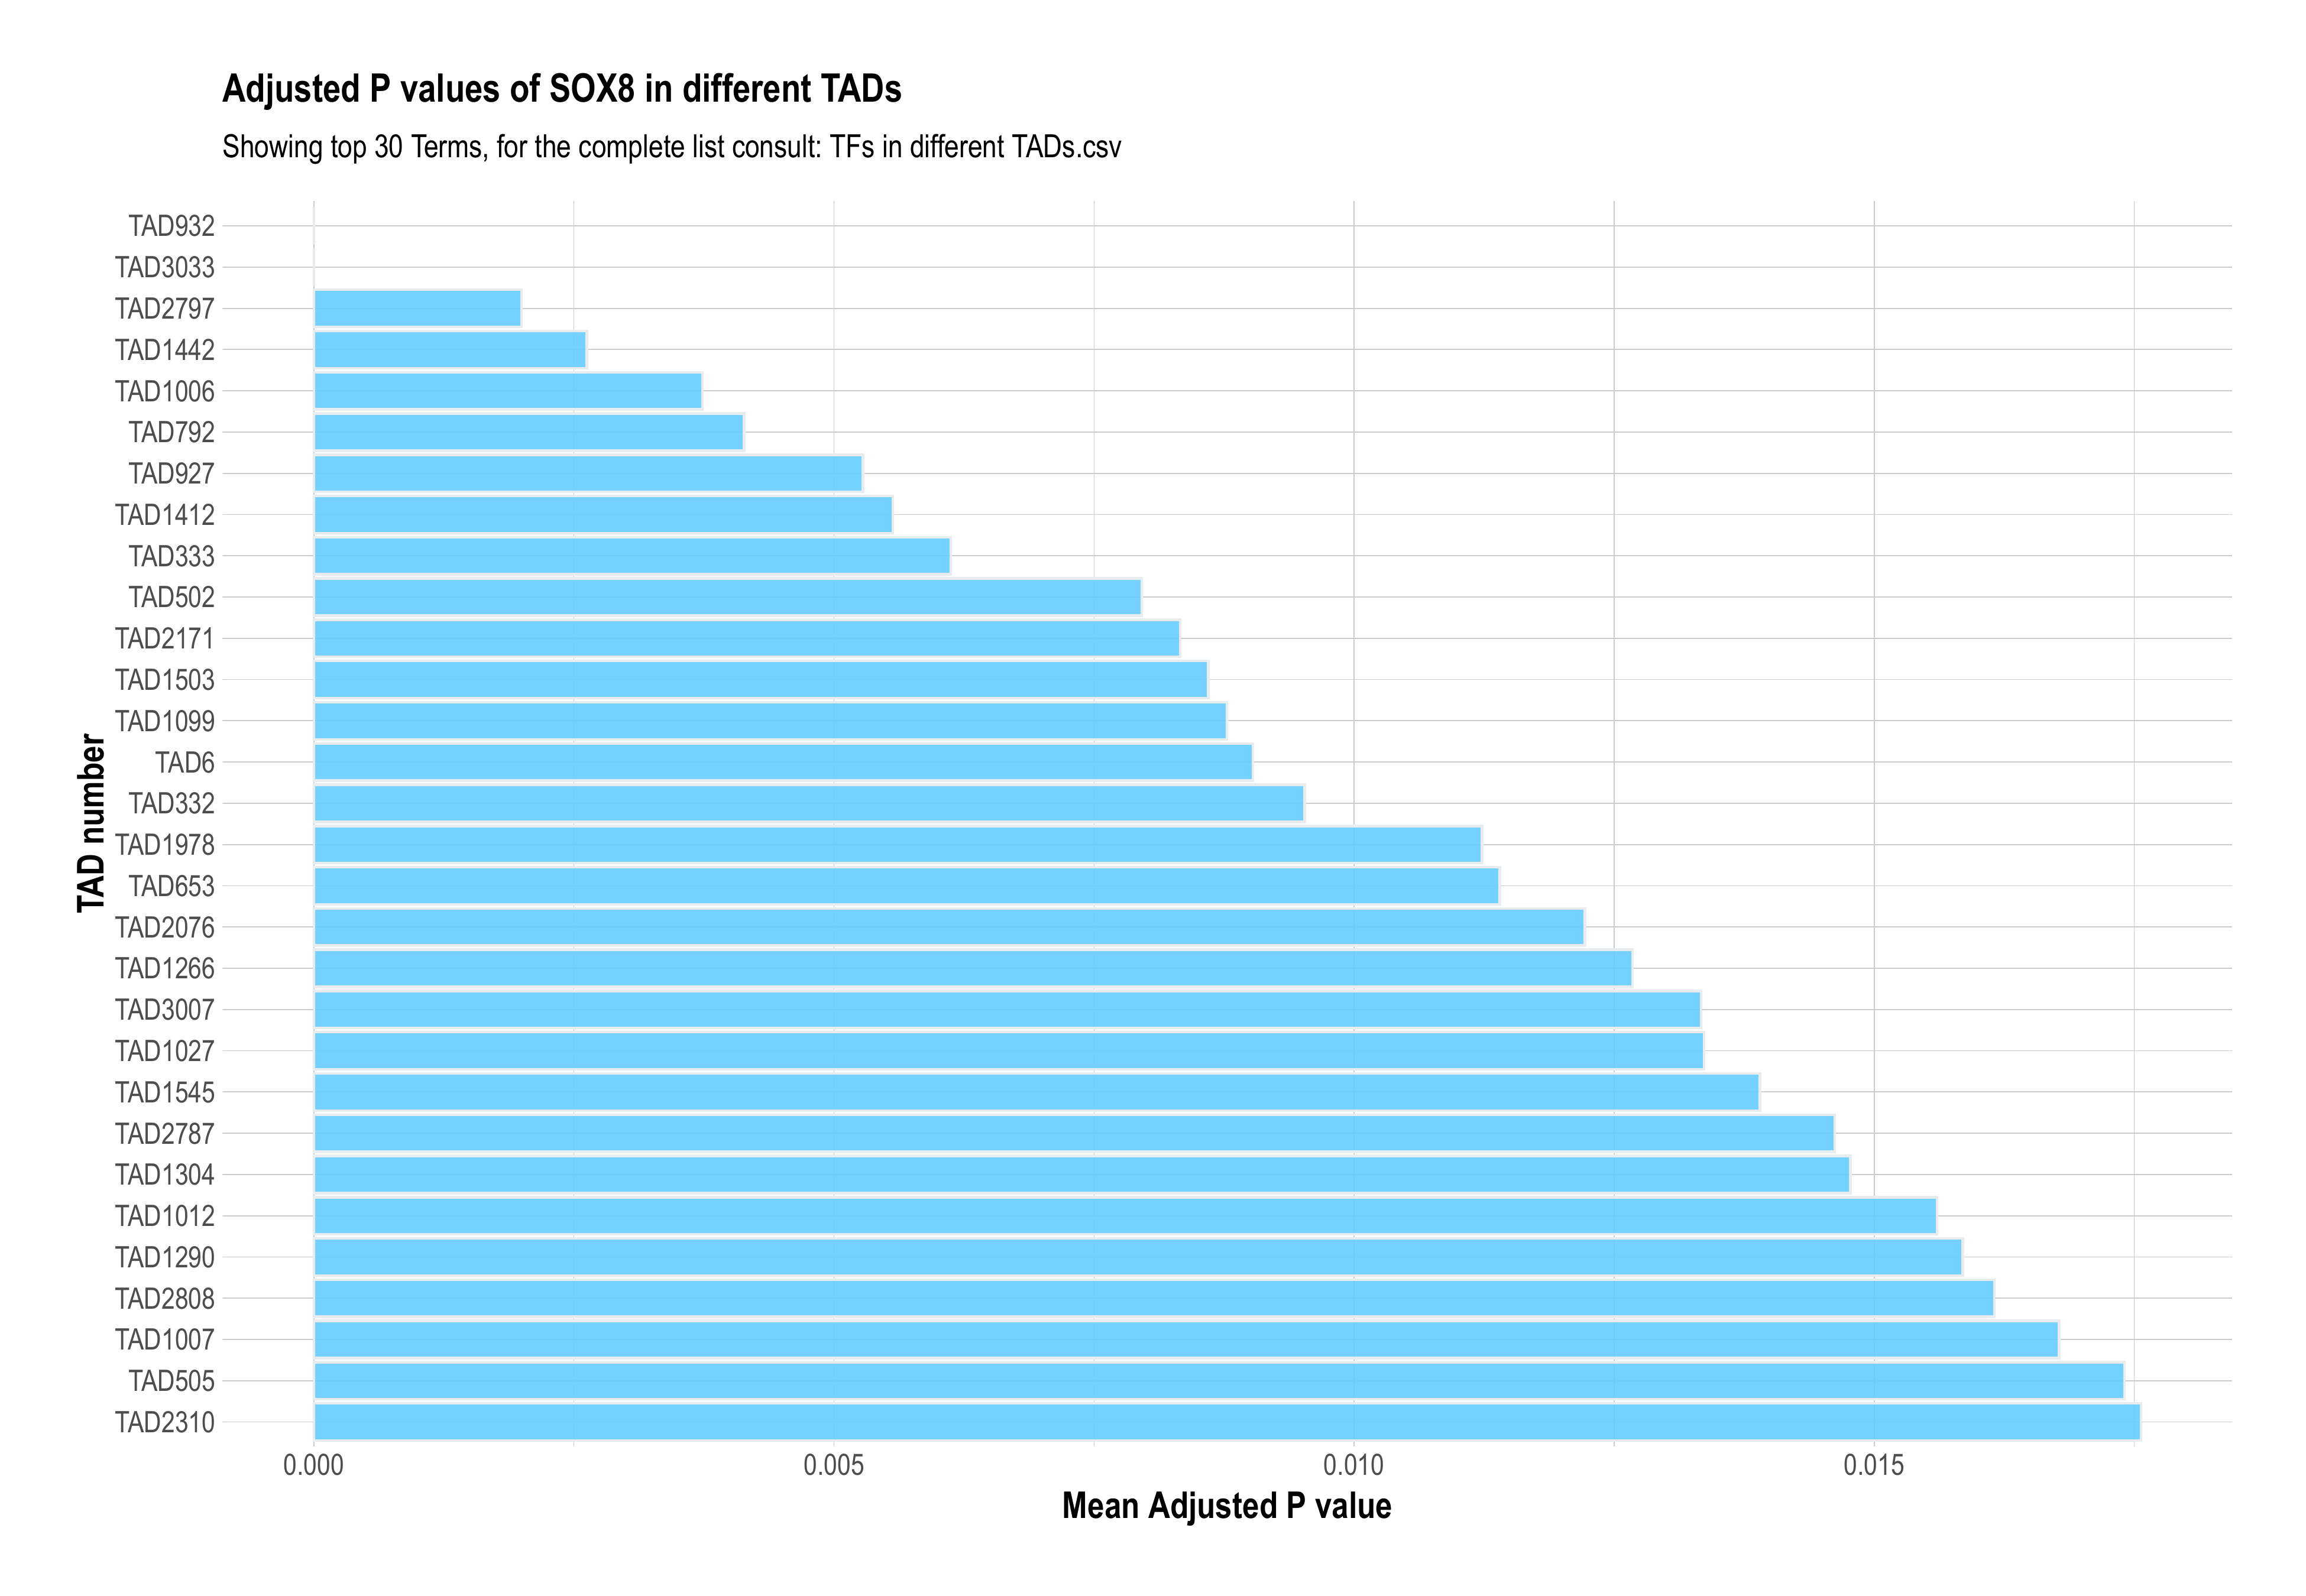 Adjusted P values of SOX8 in different TADs
Showing top 30 Terms, for the complete list consult: TFs in different TADs.csv
TAD number
TAD932
TAD3033
TAD2797
TAD1442
TAD1006
TAD792
TAD927
TAD1412
TAD333
TAD502
TAD2171
TAD1503
TAD1099
TAD6
TAD332
TAD1978
TAD653
TAD2076
TAD1266
TAD3007
TAD1027
TAD1545
TAD2787
TAD1304
TAD1012
TAD1290
TAD2808
TAD1007
TAD505
TAD2310
0.000 0.005 0.010 0.015
Mean Adjusted P value